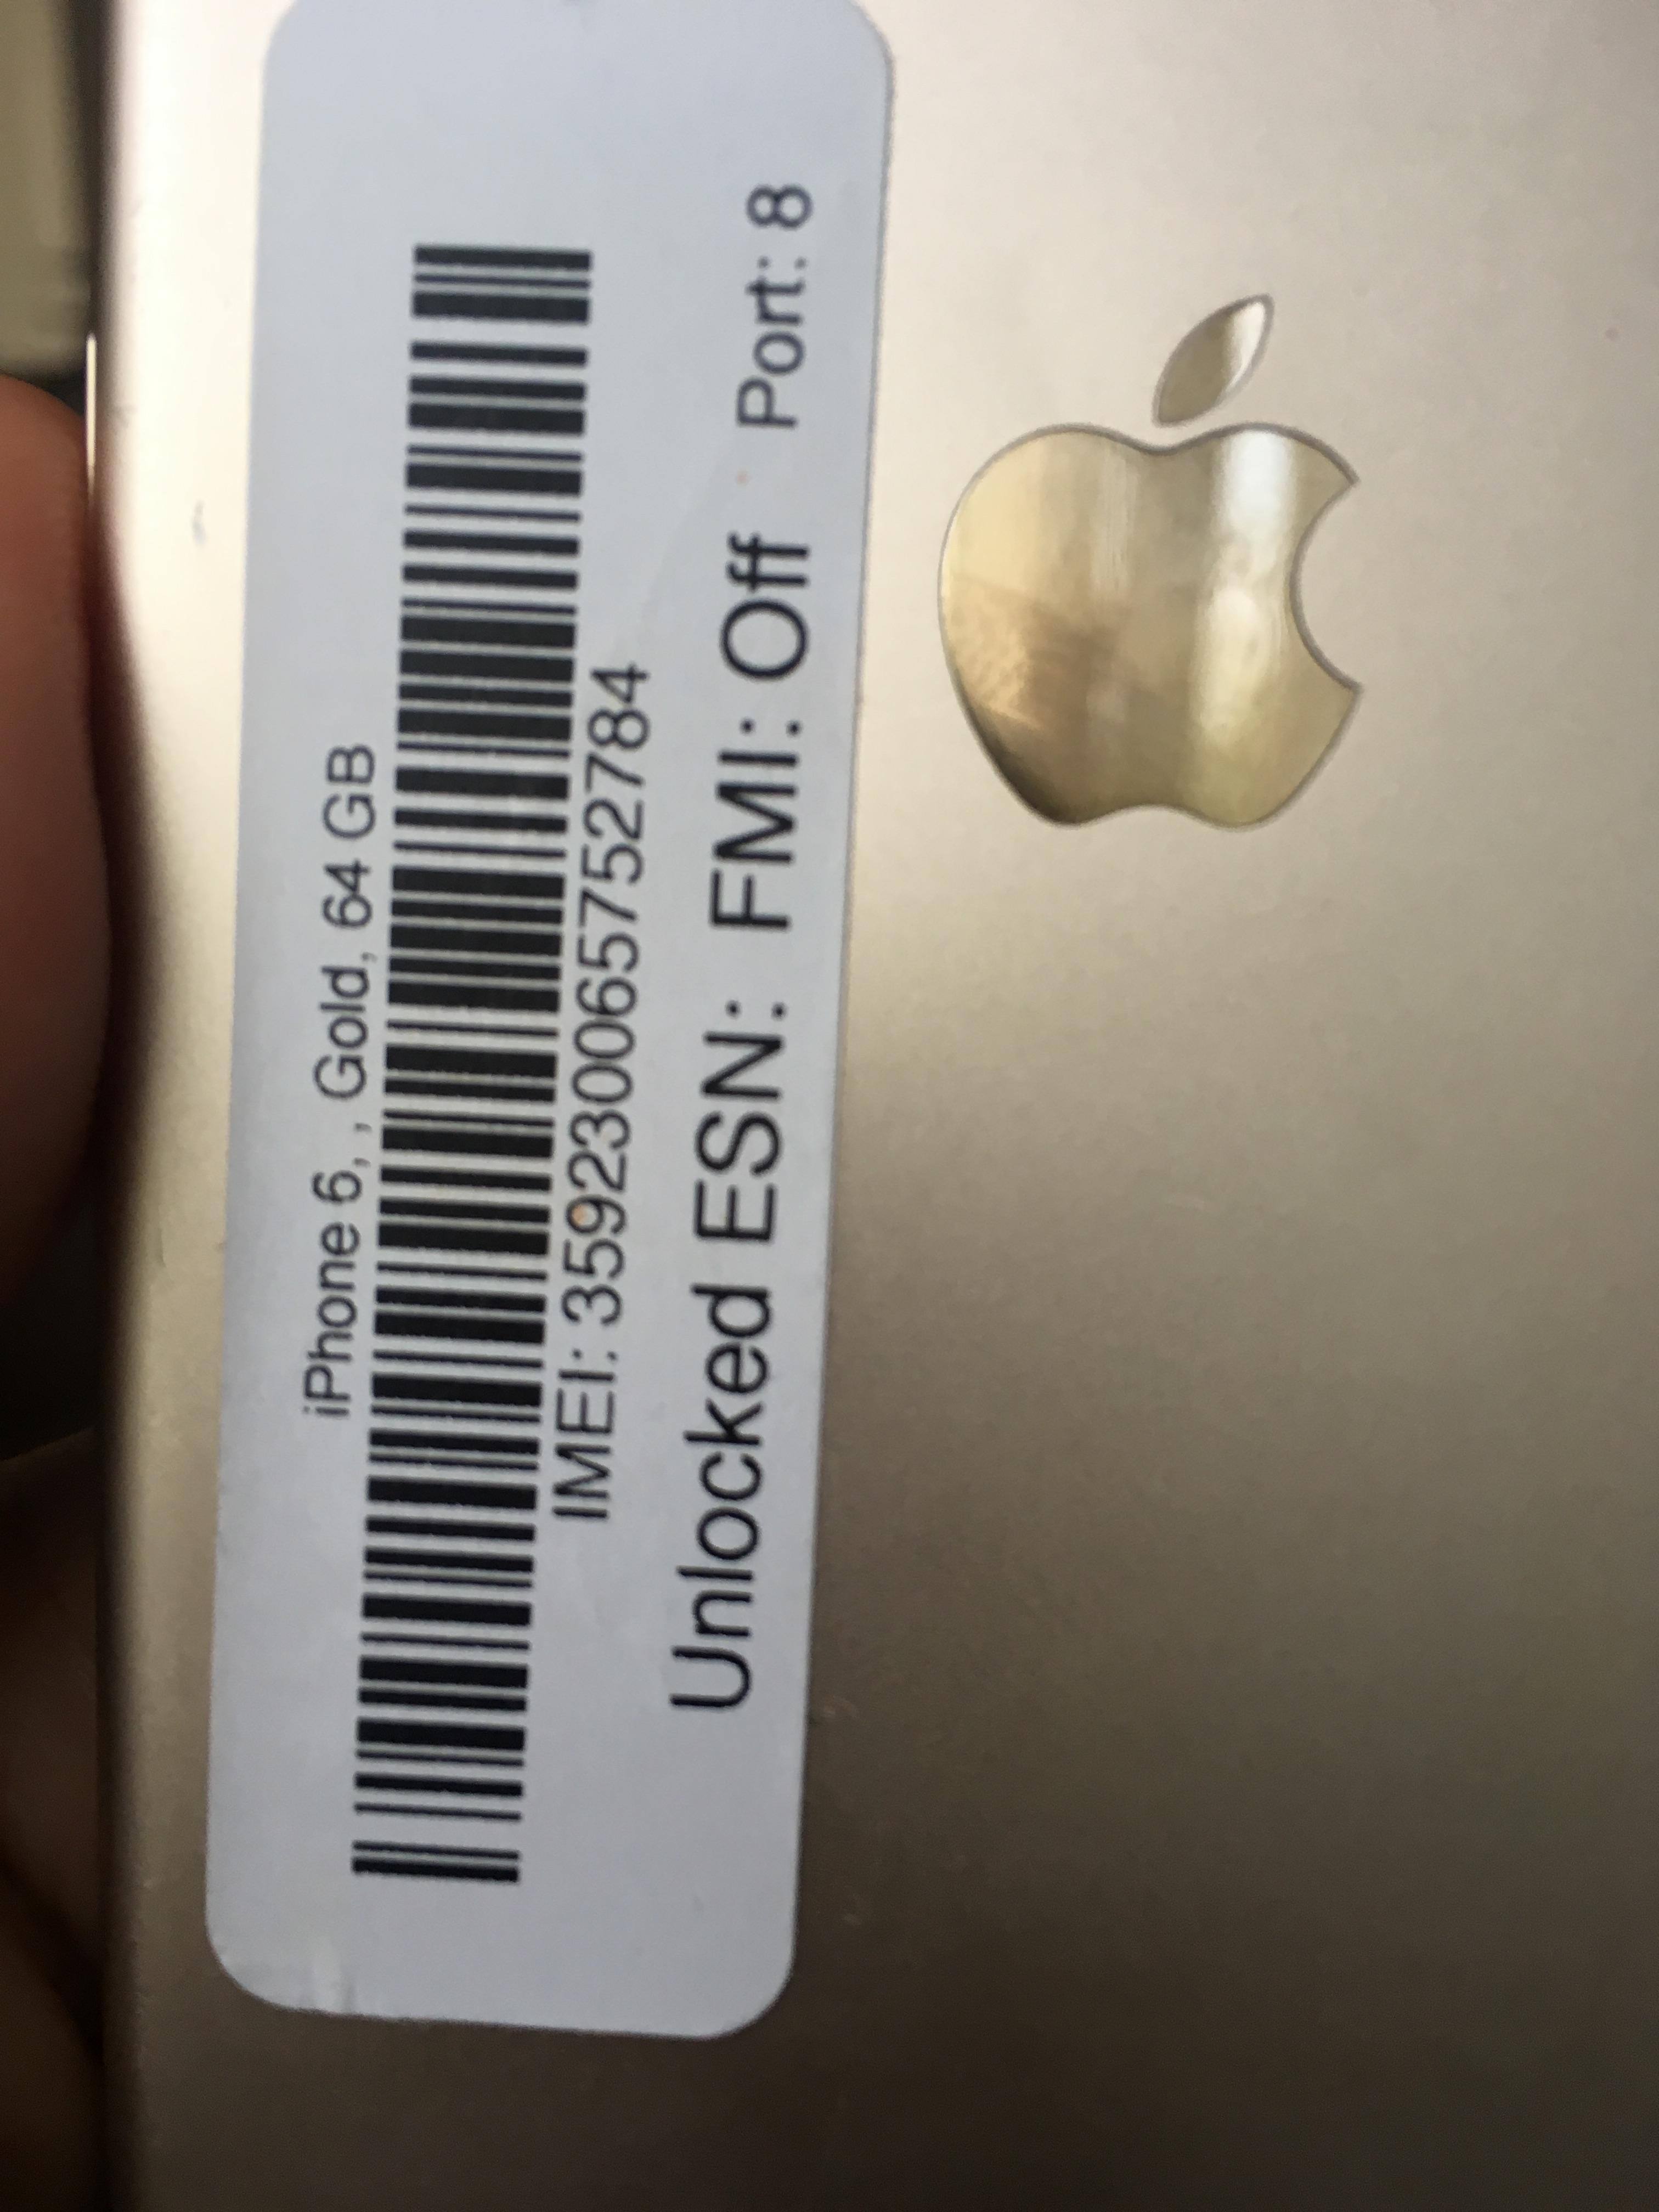 iPhone 6, , Gold, 64 GB
IMEI: 359230065752784
Unlocked ESN: FMI: Off Port: 8